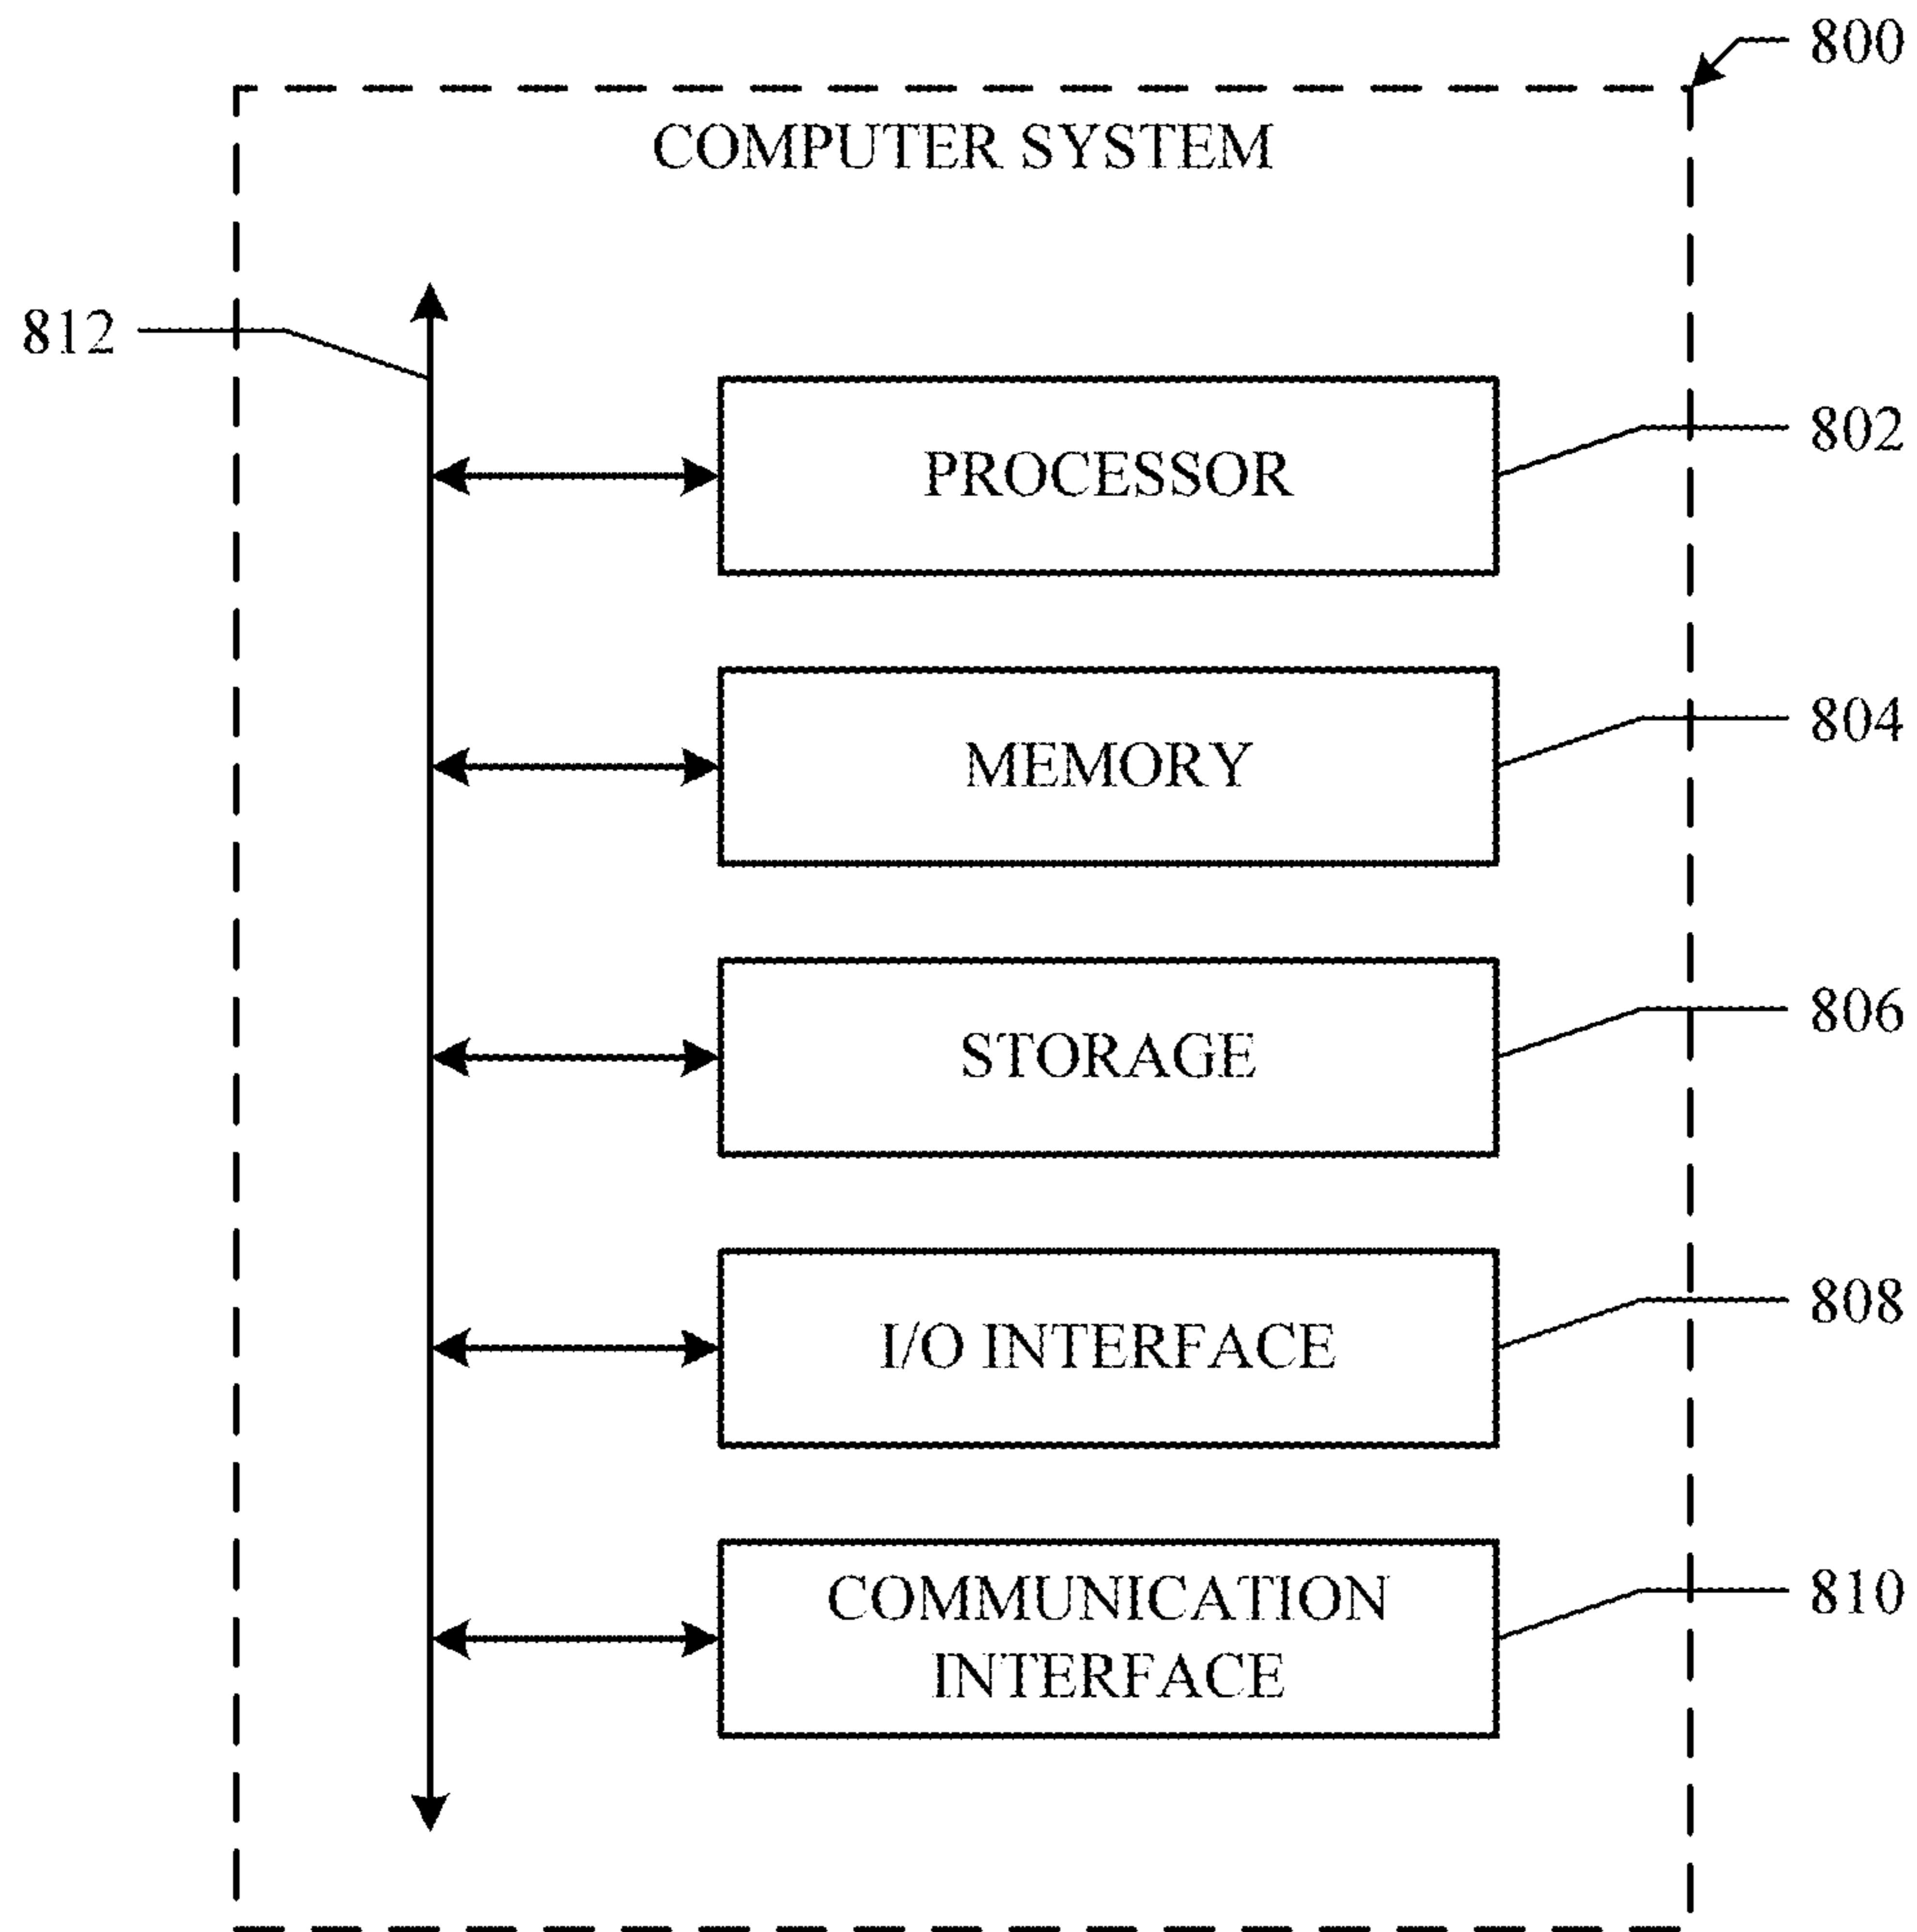 800
COMPUTER SYSTEM
812
802
PROCESSOR
804
MEMORY
806
STORAGE
808
I/O INTERFACE
810
COMMUNICATION
INTERFACE